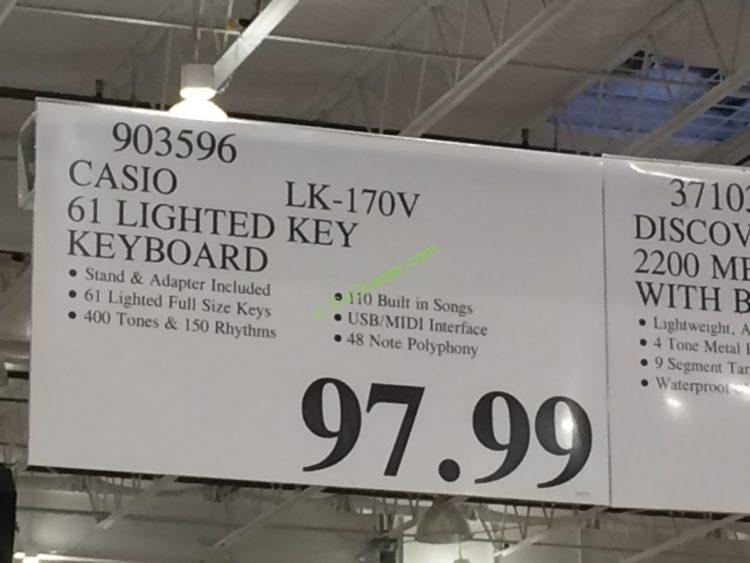 903596
CASIO LK-170V
61 LIGHTED KEY
KEYBOARD
• Stand & Adapter Included
• 61 Lighted Full Size Keys
• 400 Tones & 150 Rhythms
• 110 Built in Songs
• USB/MIDI Interface
• 48 Note Polyphony
97.99
3710
DISCOV
2200 ME
WITH B
• Lightweight, A
• 4 Tone Metal
• 9 Segment Tar
• Waterproof